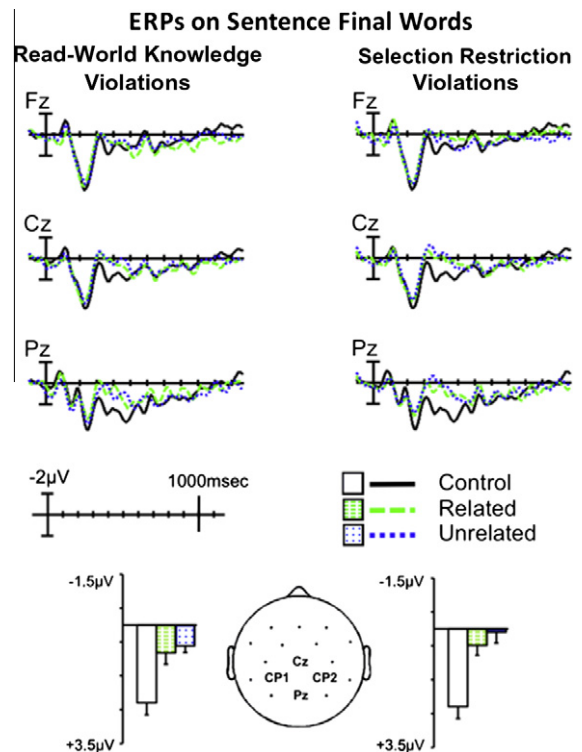 ERPs on Sentence Final Words
Read-World Knowledge
Violations
Selection Restriction
Violations
Fz
Fz
Cz
Cz
Pz
Pz
-2µV
1000msec
Control
Related
Unrelated
-1.5µV
-1.5µV
Cz
CP1
CP2
Pz
+3.5µV
+3.5µV